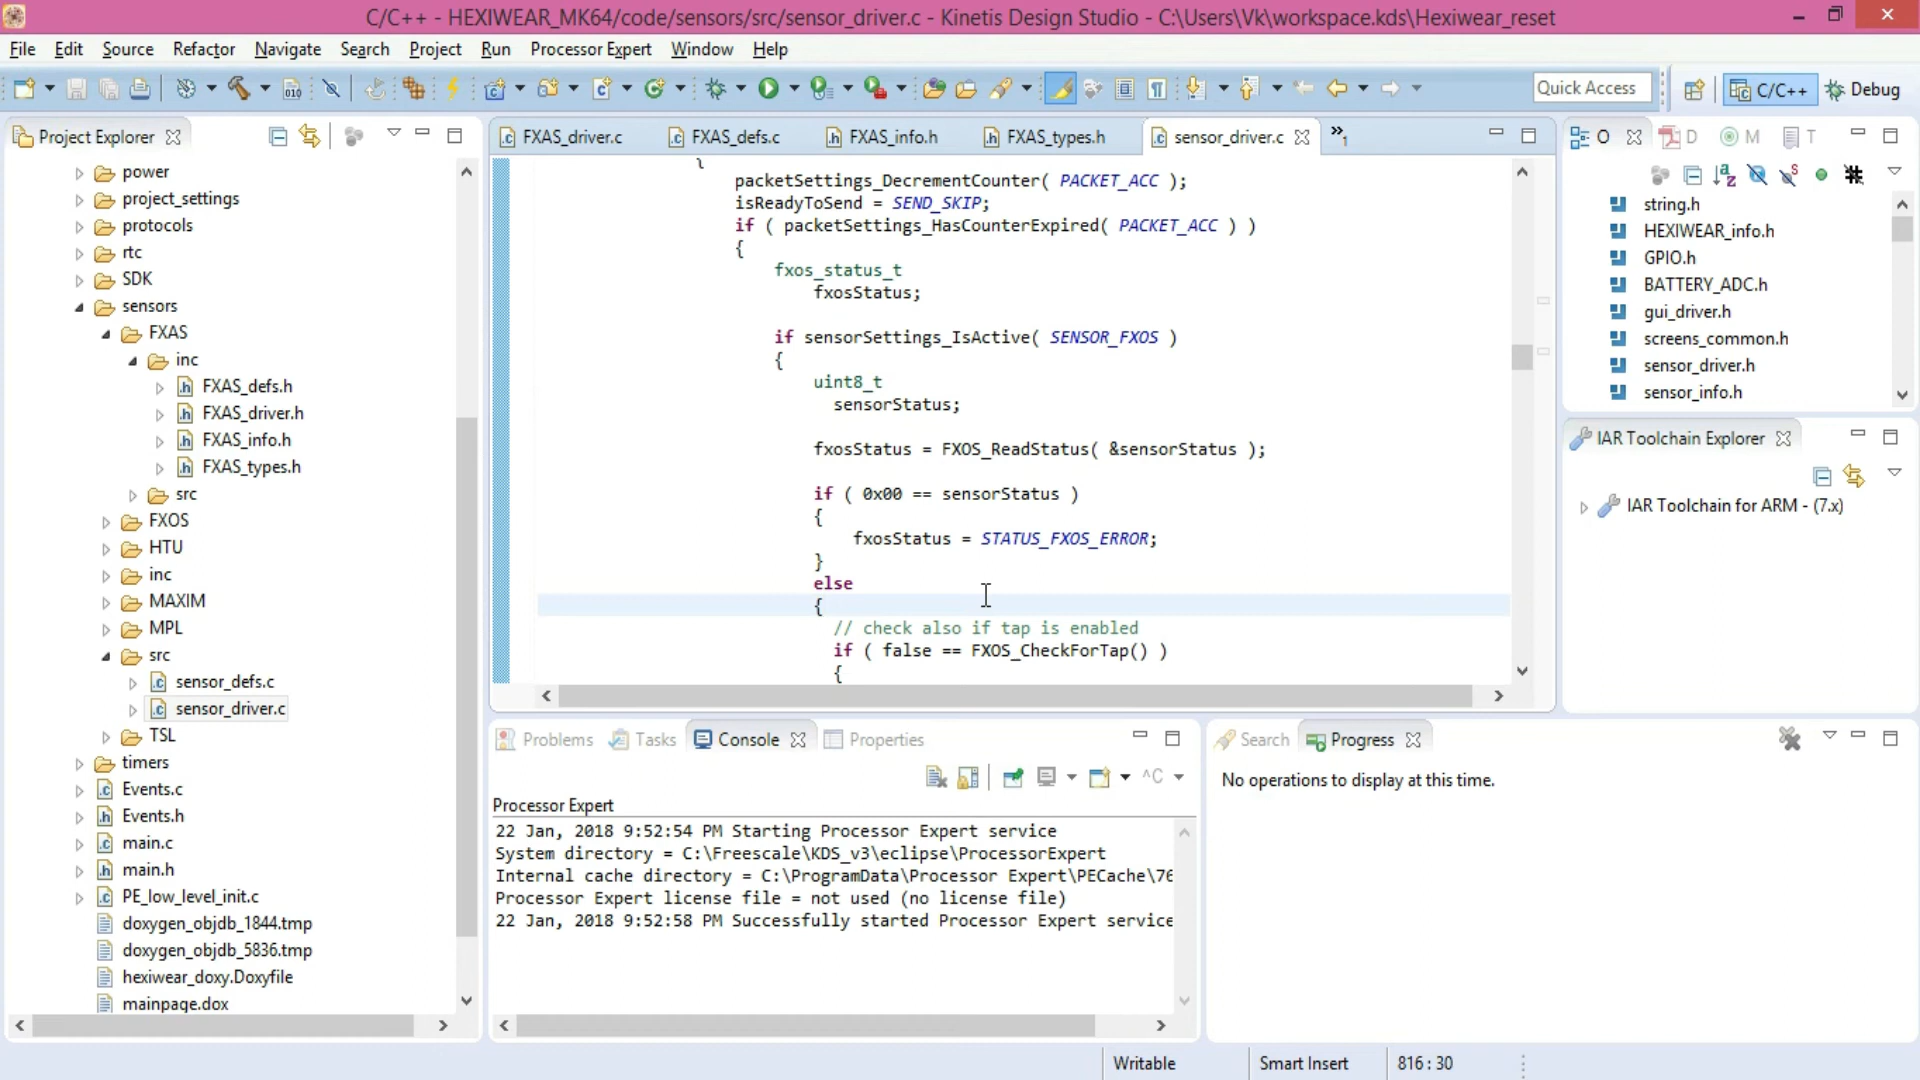 C/C++ - HEXIWEAR_MK64/code/sensors/src/sensor_driver.c - Kinetis Design Studio - C:\Users\Vk\workspace.kds\Hexiwear_reset
File Edit Source Refactor Navigate Search Project Run Processor Expert Window Help
010
Quick Access
C/C++
Debug
Project Explorer
power
project_settings
protocols
rtc
SDK
sensors
FXAS
inc
FXAS_defs.h
FXAS_driver.h
FXAS_info.h
FXAS_types.h
src
FXOS
HTU
inc
MAXIM
MPL
src
sensor_defs.c
sensor_driver.c
TSL
timers
Events.c
Events.h
main.c
main.h
PE_low_level_init.c
doxygen_objdb_1844.tmp
doxygen_objdb_5836.tmp
hexiwear_doxy.Doxyfile
mainpage.dox
FXAS_driver.c FXAS_defs.c FXAS_info.h FXAS_types.h sensor_driver.c »1
{
packetSettings_DecrementCounter( PACKET_ACC );
isReadyToSend = SEND_SKIP;
if ( packetSettings_HasCounterExpired( PACKET_ACC ) )
{
fxos_status_t
fxosStatus;
if sensorSettings_IsActive( SENSOR_FXOS )
{
uint8_t
sensorStatus;
fxosStatus = FXOS_ReadStatus( &sensorStatus );
if ( 0x00 == sensorStatus )
{
fxosStatus = STATUS_FXOS_ERROR;
}
else
{
// check also if tap is enabled
if ( false == FXOS_CheckForTap() )
{
O D M T
string.h
HEXIWEAR_info.h
GPIO.h
BATTERY_ADC.h
gui_driver.h
screens_common.h
sensor_driver.h
sensor_info.h
IAR Toolchain Explorer
IAR Toolchain for ARM - (7.x)
Problems Tasks Console Properties
^C
Processor Expert
22 Jan, 2018 9:52:54 PM Starting Processor Expert service
System directory = C:\Freescale\KDS_v3\eclipse\ProcessorExpert
Internal cache directory = C:\ProgramData\Processor Expert\PECache\76
Processor Expert license file = not used (no license file)
22 Jan, 2018 9:52:58 PM Successfully started Processor Expert service
Search Progress
No operations to display at this time.
Writable Smart Insert 816 : 30